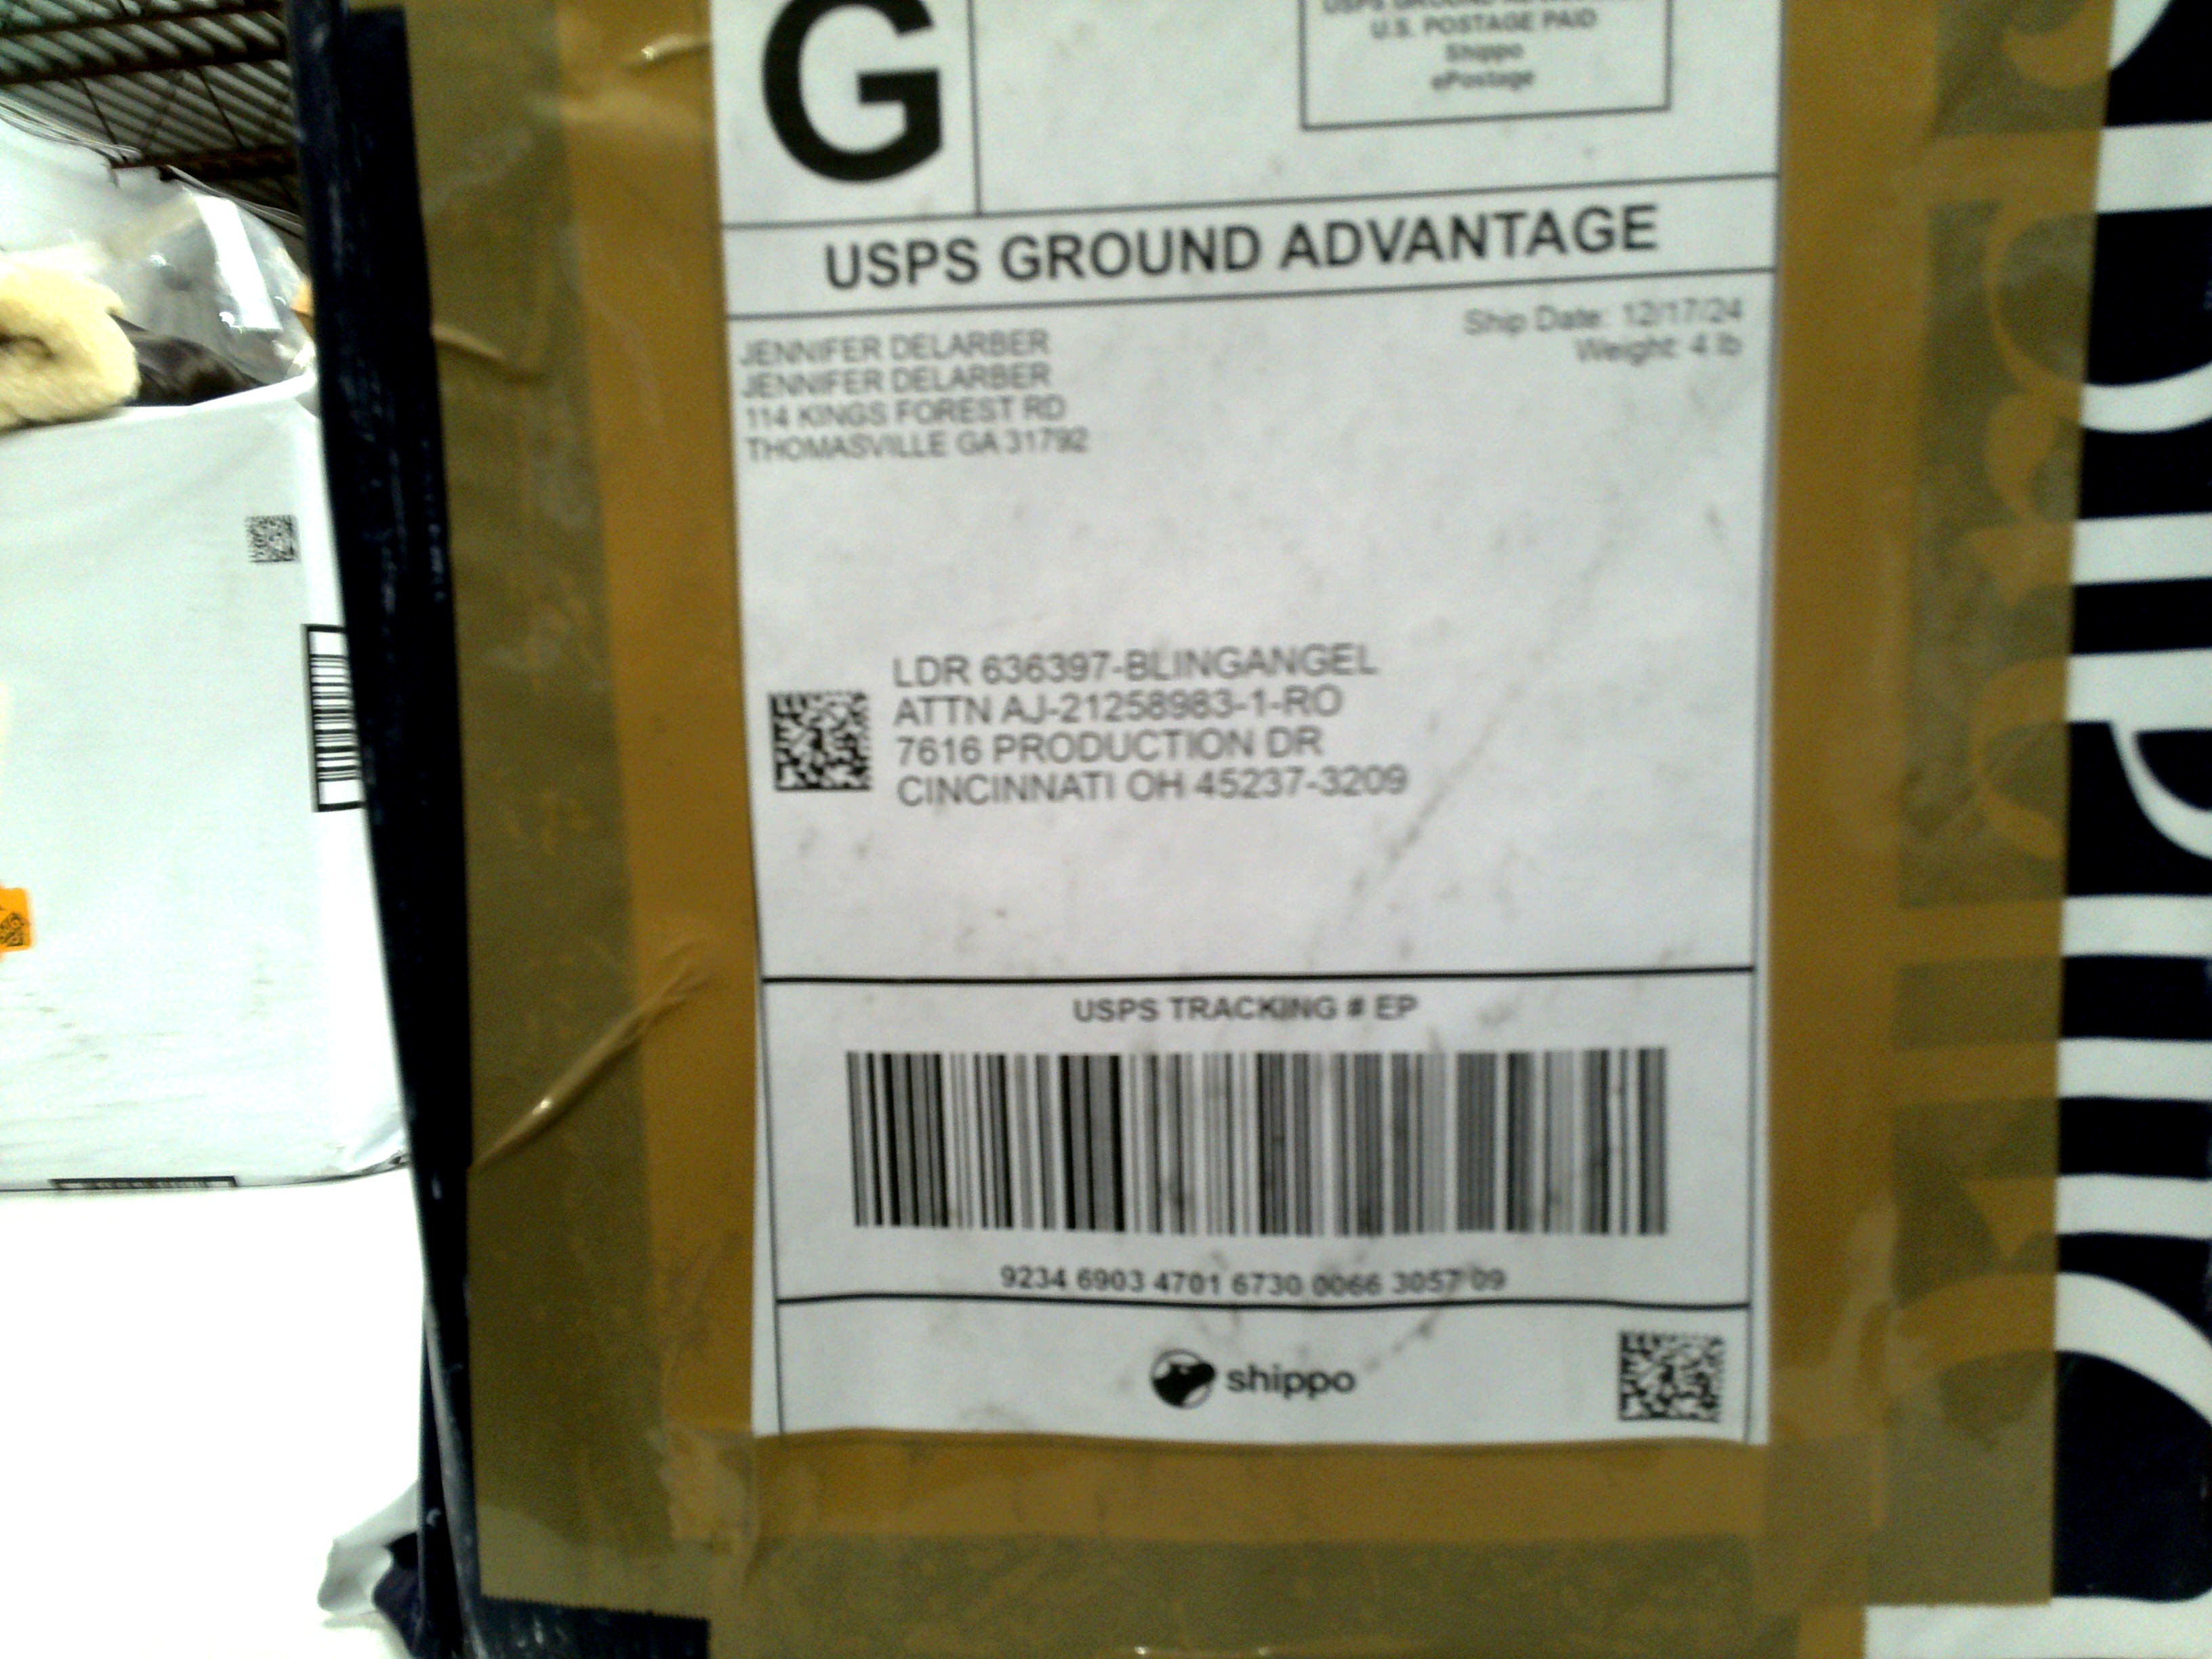 G
USPS GROUND ADVANTAGE
U.S. POSTAGE PAID
Shippo
ePostage
USPS GROUND ADVANTAGE
Ship Date: 12/17/24
Weight: 4 lb
JENNIFER DELARBER
JENNIFER DELARBER
114 KINGS FOREST RD
THOMASVILLE GA 31792
LDR 636397-BLINGANGEL
ATTN AJ-21258983-1-RO
7616 PRODUCTION DR
CINCINNATI OH 45237-3209
USPS TRACKING # EP
9234 6903 4701 6730 0066 3057 09
shippo